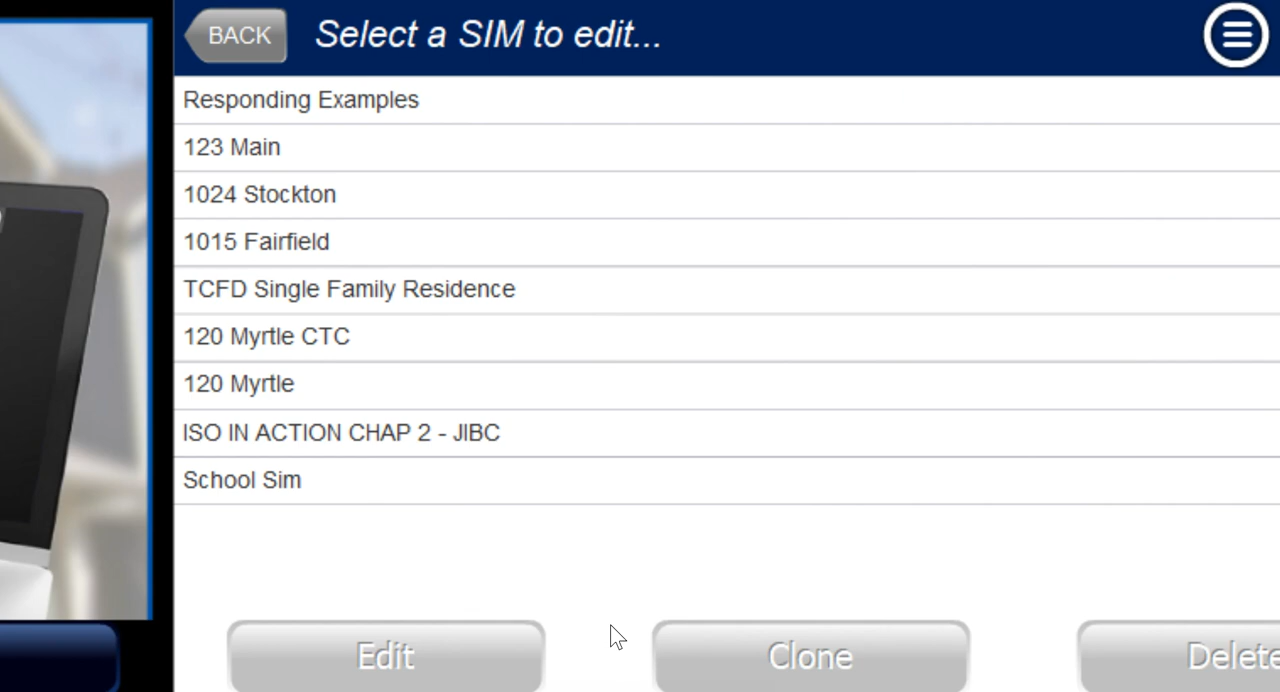 BACK
Select a SIM to edit...
Responding Examples
123 Main
1024 Stockton
1015 Fairfield
TCFD Single Family Residence
120 Myrtle CTC
120 Myrtle
ISO IN ACTION CHAP 2 - JIBC
School Sim
Edit
Clone
Delete